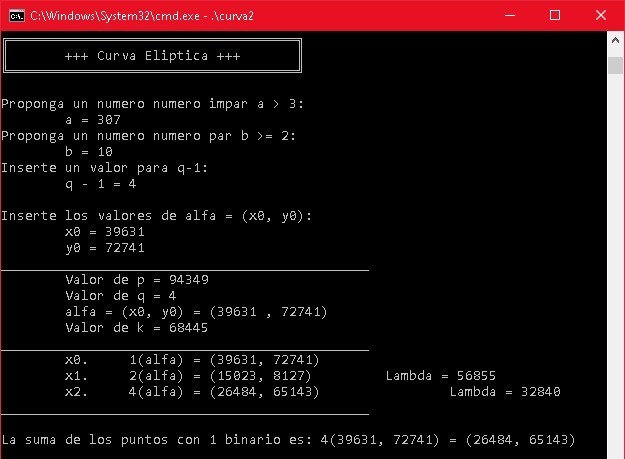 C:\Windows\System32\cmd.exe - .\curva2
+++ Curva Eliptica +++
Proponga un numero numero impar a > 3:
a = 307
Proponga un numero numero par b >= 2:
b = 10
Inserte un valor para q-1:
q - 1 = 4
Inserte los valores de alfa = (x0, y0):
x0 = 39631
y0 = 72741
Valor de p = 94349
Valor de q = 4
alfa = (x0, y0) = (39631 , 72741)
Valor de k = 68445
x0. 1(alfa) = (39631, 72741)
x1. 2(alfa) = (15023, 8127) Lambda = 56855
x2. 4(alfa) = (26484, 65143) Lambda = 32840
La suma de los puntos con 1 binario es: 4(39631, 72741) = (26484, 65143)